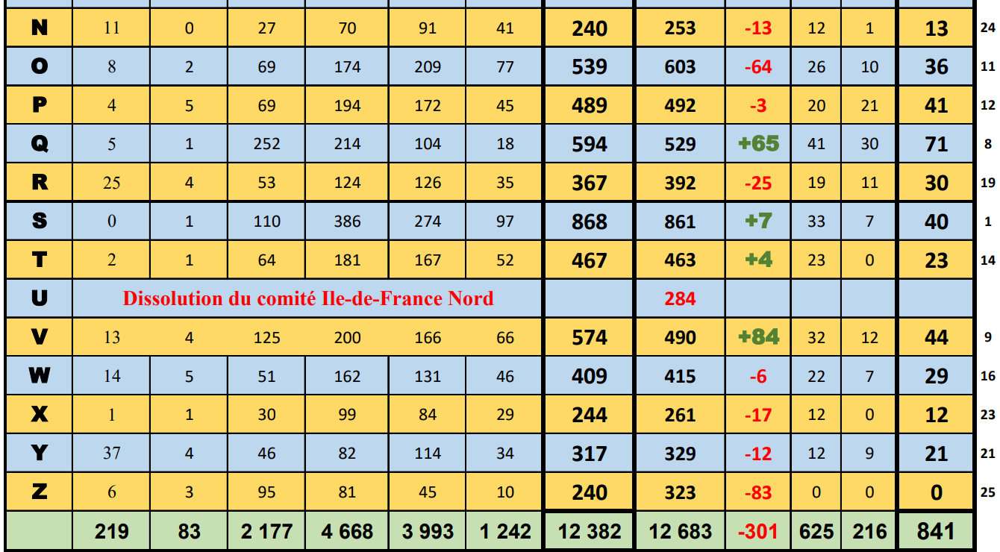 N 11 0 27 70 91 41 240 253 -13 12 1 13 24
O 8 2 69 174 209 77 539 603 -64 26 10 36 11
P 4 5 69 194 172 45 489 492 -3 20 21 41 12
Q 5 1 252 214 104 18 594 529 +65 41 30 71 8
R 25 4 53 124 126 35 367 392 -25 19 11 30 19
S 0 1 110 386 274 97 868 861 +7 33 7 40 1
T 2 1 64 181 167 52 467 463 +4 23 0 23 14
U Dissolution du comité Ile-de-France Nord 284
V 13 4 125 200 166 66 574 490 +84 32 12 44 9
W 14 5 51 162 131 46 409 415 -6 22 7 29 16
X 1 1 30 99 84 29 244 261 -17 12 0 12 23
Y 37 4 46 82 114 34 317 329 -12 12 9 21 21
Z 6 3 95 81 45 10 240 323 -83 0 0 0 25
219 83 2 177 4 668 3 993 1 242 12 382 12 683 -301 625 216 841